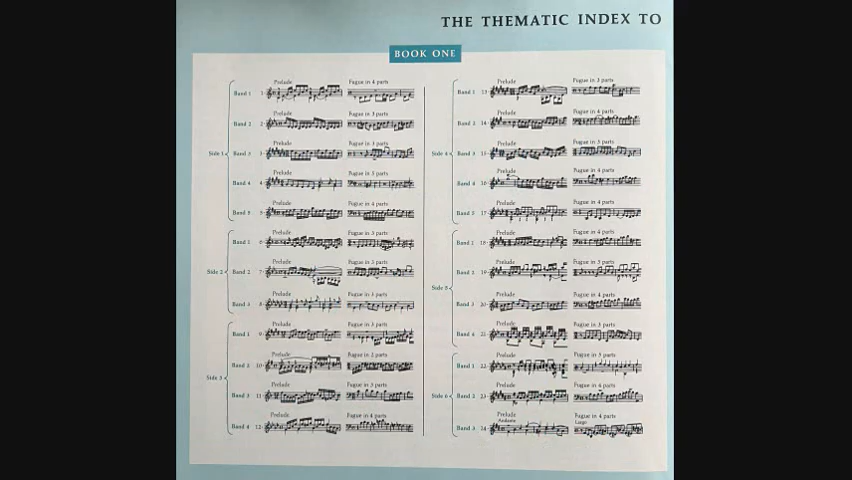 THE THEMATIC INDEX TO
BOOK ONE
Prelude Fugue in 4 parts
Band 1 1
Prelude Fugue in 3 parts
Band 2 2
Prelude Fugue in 3 parts
Side 1 Band 3 3
Prelude Fugue in 5 parts
Band 4 4
Prelude Fugue in 4 parts
Band 5 5
Prelude Fugue in 3 parts
Band 1 6
Prelude Fugue in 3 parts
Side 2 Band 2 7
Prelude Fugue in 3 parts
Band 3 8
Prelude Fugue in 3 parts
Band 1 9
Prelude Fugue in 2 parts
Band 2 10
Side 3
Prelude Fugue in 3 parts
Band 3 11
Prelude Fugue in 4 parts
Band 4 12
Prelude Fugue in 3 parts
Band 1 13
Prelude Fugue in 4 parts
Band 2 14
Prelude Fugue in 3 parts
Side 4 Band 3 15
Prelude Fugue in 4 parts
Band 4 16
Prelude Fugue in 4 parts
Band 5 17
Prelude Fugue in 4 parts
Band 1 18
Prelude Fugue in 3 parts
Band 2 19
Side 5
Prelude Fugue in 4 parts
Band 3 20
Prelude Fugue in 3 parts
Band 4 21
Prelude Fugue in 5 parts
Band 1 22
Prelude Fugue in 4 parts
Side 6 Band 2 23
Prelude Fugue in 4 parts
Andante Largo
Band 3 24